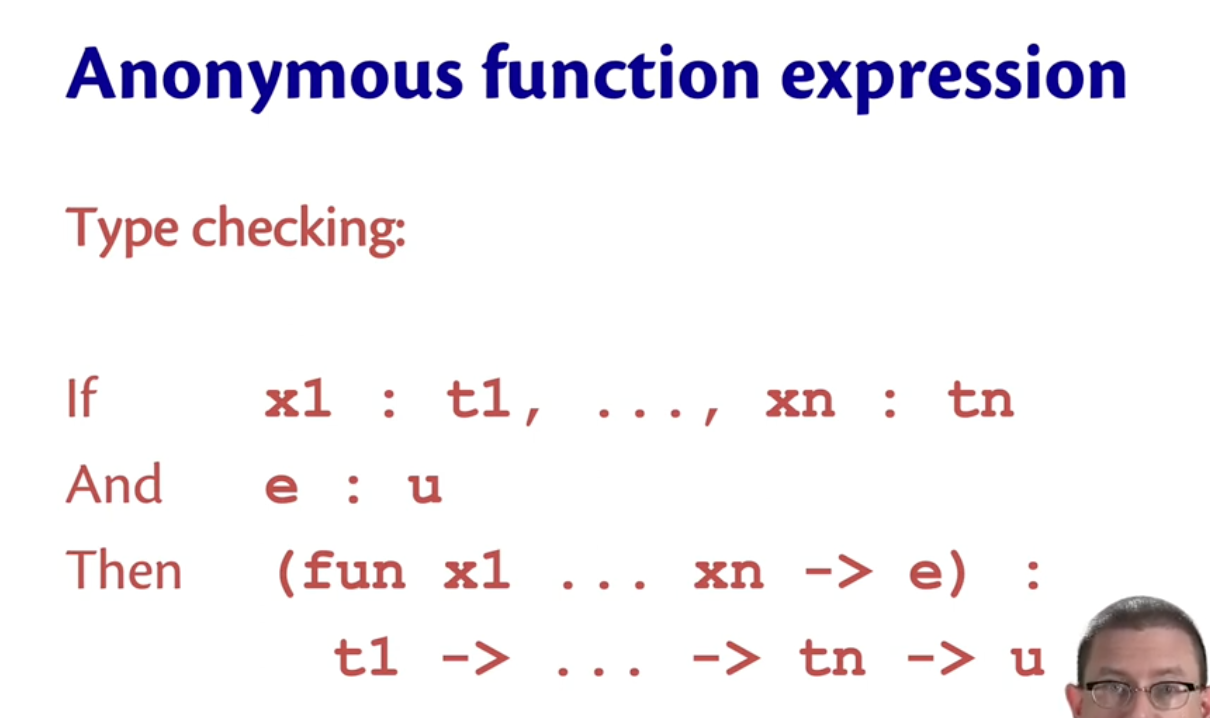 Anonymous function expression
Type checking:
If x1 : t1, ..., xn : tn
And e : u
Then (fun x1 ... xn -> e) :
t1 -> ... -> tn -> u